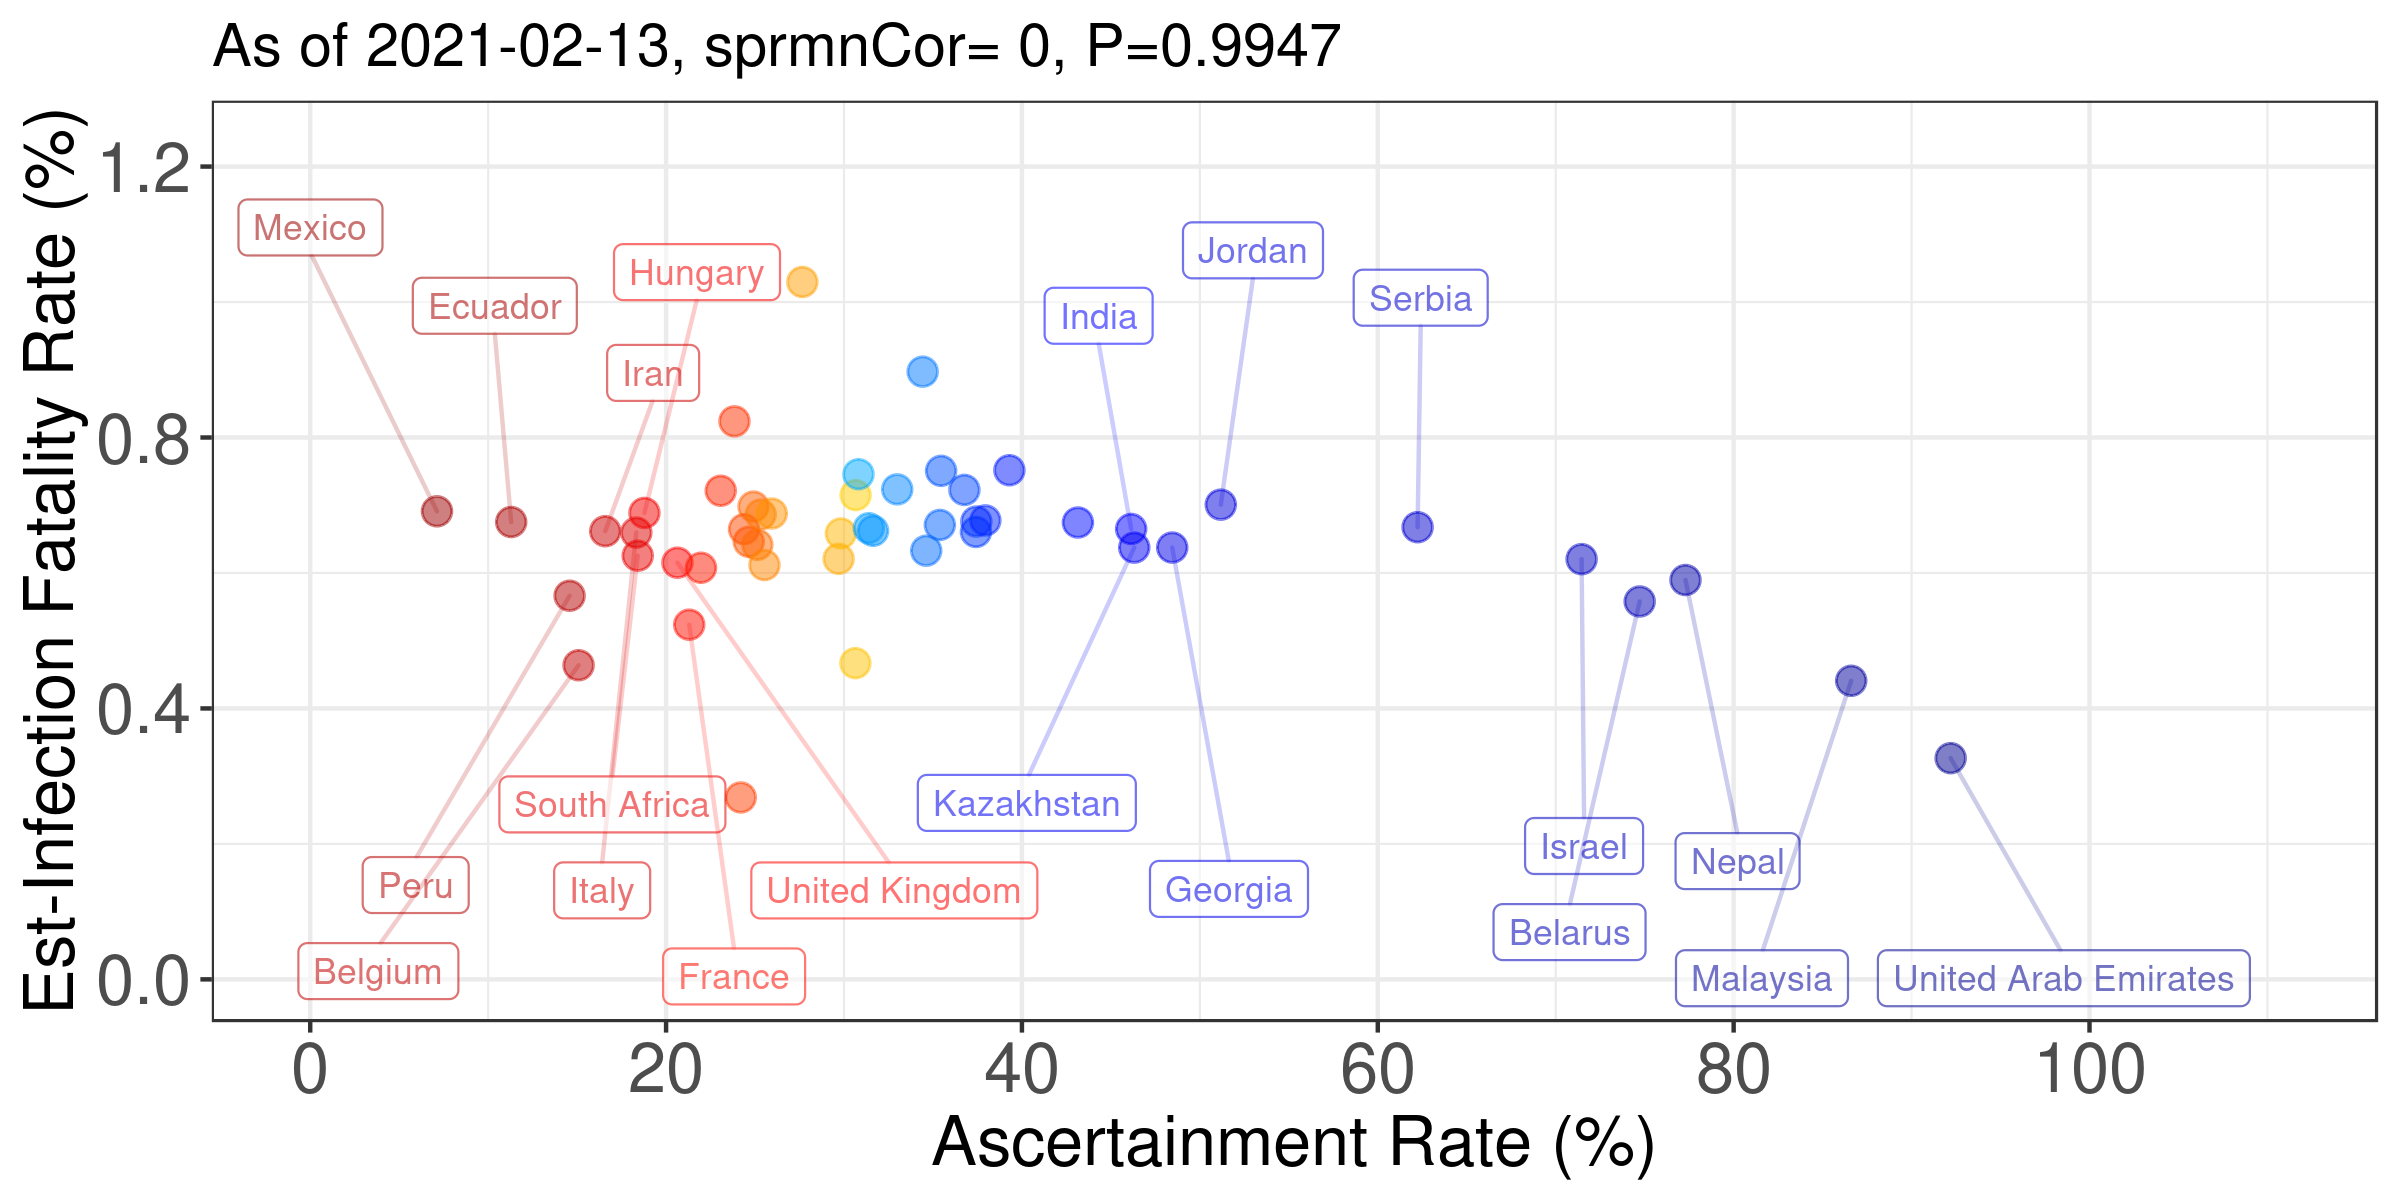 As of 2021-02-13, sprmnCor= 0, P=0.9947
Est-Infection Fatality Rate (%)
1.2
0.8
0.4
0.0
Mexico
Ecuador
Hungary
Iran
Jordan
India
Serbia
South Africa
Kazakhstan
Peru
Italy
United Kingdom
Georgia
Israel
Nepal
Belarus
Belgium
France
Malaysia
United Arab Emirates
0 20 40 60 80 100
Ascertainment Rate (%)